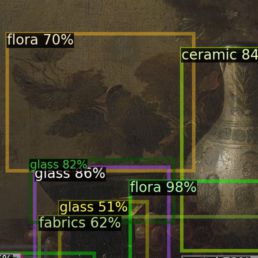 flora 70%
ceramic 84
glass 82%
glass 86%
flora 98%
glass 51%
fabrics 62%